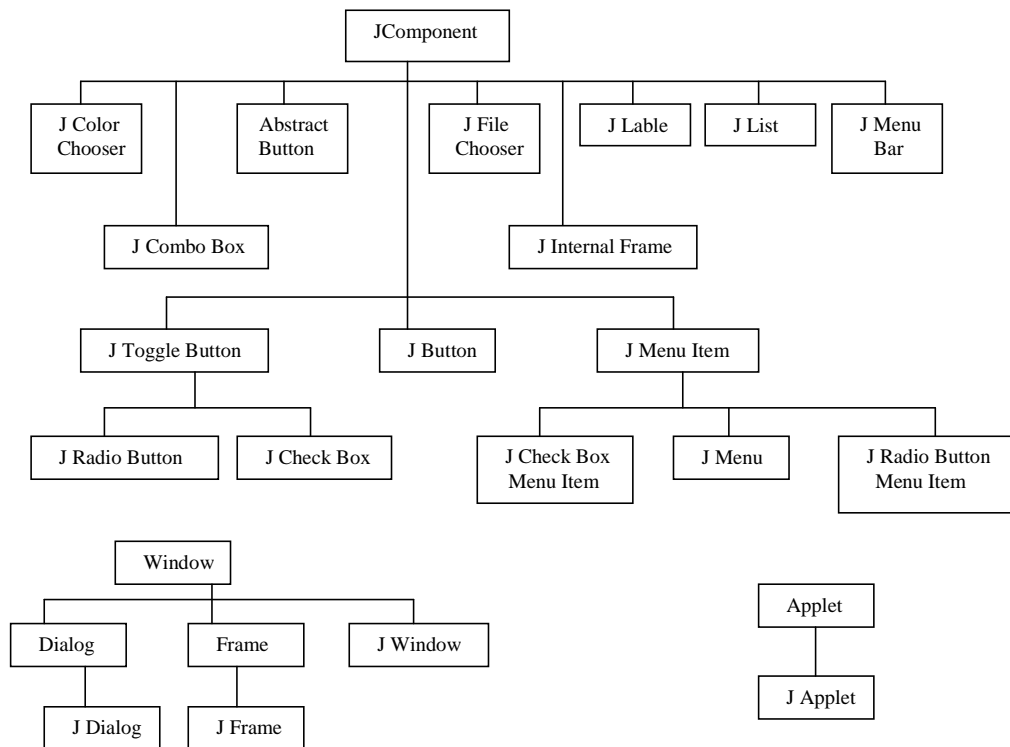 JComponent
J Color
Chooser
Abstract
Button
J File
Chooser
J Lable
J List
J Menu
Bar
J Combo Box
J Internal Frame
J Toggle Button
J Button
J Menu Item
J Radio Button
J Check Box
J Check Box
Menu Item
J Menu
J Radio Button
Menu Item
Window
Applet
Dialog
Frame
J Window
J Dialog
J Frame
J Applet